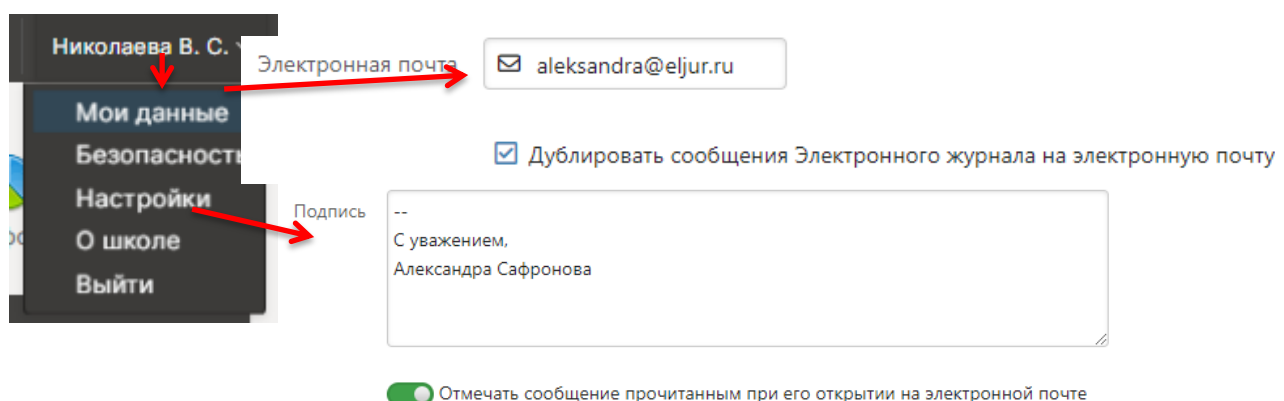 Николаева В. С.
Мои данные
Безопасность
Настройки
О школе
Выйти
Электронная почта
aleksandra@eljur.ru
Дублировать сообщения Электронного журнала на электронную почту
Подпись
--
С уважением,
Александра Сафронова
Отмечать сообщение прочитанным при его открытии на электронной почте